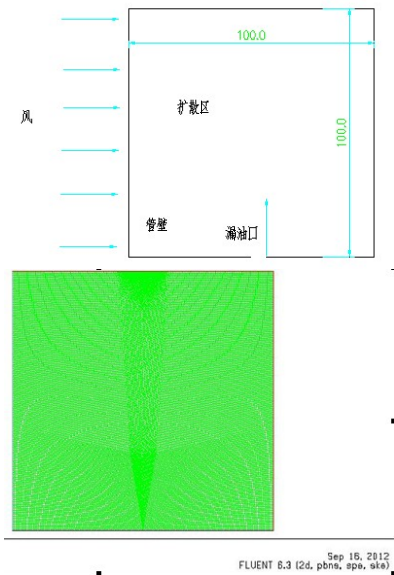 100.0
扩散区
风
100.0
管壁
漏油口
Sep 16, 2012
FLUENT 6.3 (2d, pbns, spe, ske)